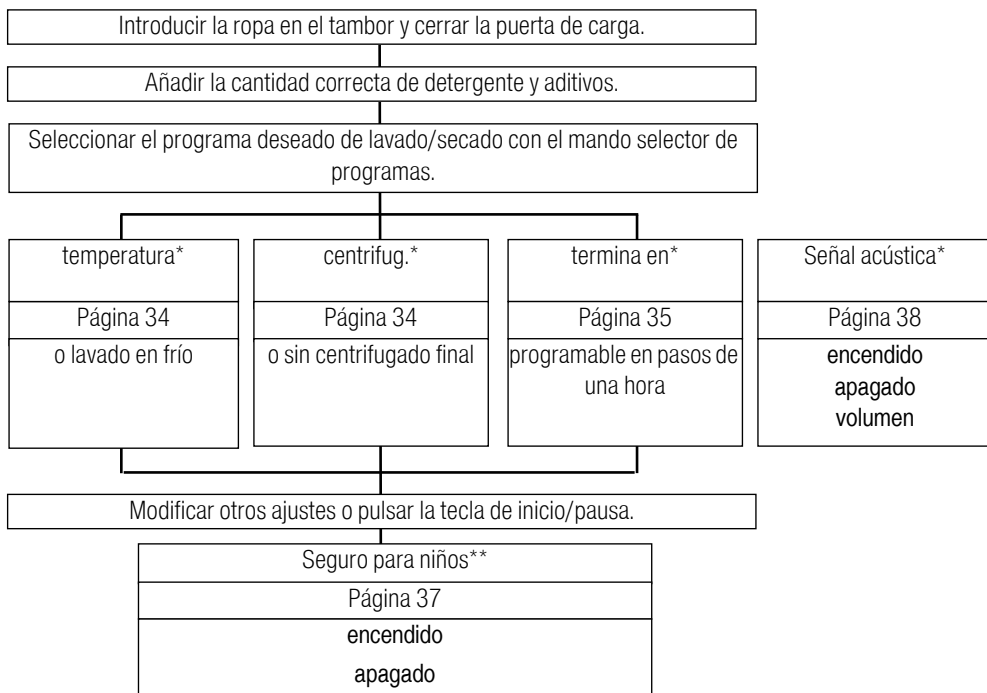 Introducir la ropa en el tambor y cerrar la puerta de carga.
Añadir la cantidad correcta de detergente y aditivos.
Seleccionar el programa deseado de lavado/secado con el mando selector de
programas.
temperatura*
Página 34
o lavado en frío
centrifug.*
Página 34
o sin centrifugado final
termina en*
Página 35
programable en pasos de
una hora
Señal acústica*
Página 38
encendido
apagado
volumen
Modificar otros ajustes o pulsar la tecla de inicio/pausa.
Seguro para niños**
Página 37
encendido
apagado